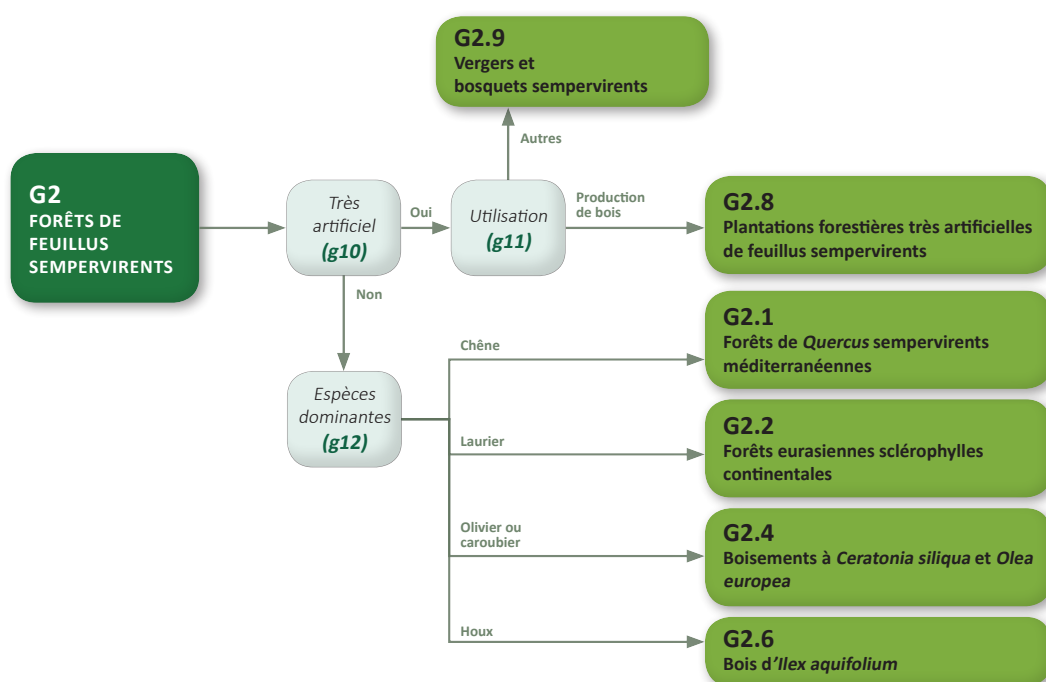 G2.9
Vergers et
bosquets sempervirents
Autres
G2
FORÊTS DE
FEUILLUS
SEMPERVIRENTS
Très
artificiel
(g10)
Oui
Utilisation
(g11)
Production
de bois
G2.8
Plantations forestières très artificielles
de feuillus sempervirents
Non
G2.1
Forêts de Quercus sempervirents
méditerranéennes
Chêne
Espèces
dominantes
(g12)
G2.2
Forêts eurasiennes sclérophylles
continentales
Laurier
Olivier ou
caroubier
G2.4
Boisements à Ceratonia siliqua et Olea
europea
Houx
G2.6
Bois d'Ilex aquifolium